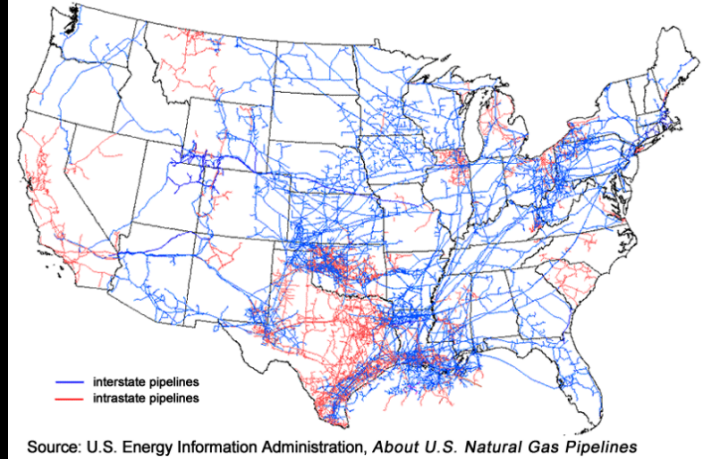 interstate pipelines
intrastate pipelines
Source: U.S. Energy Information Administration, About U.S. Natural Gas Pipelines